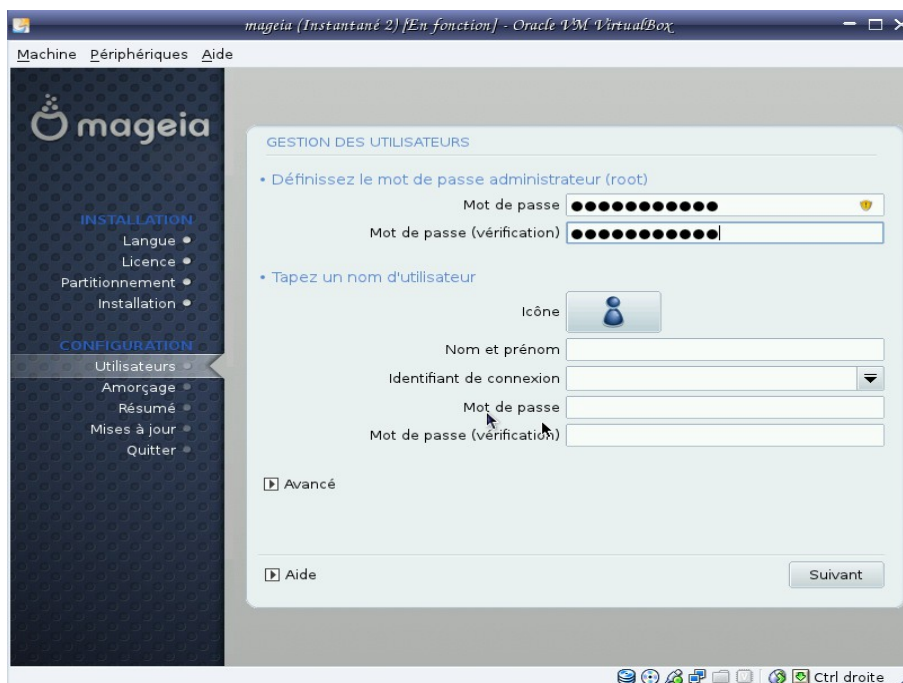 mageia (Instantané 2) [En fonction] - Oracle VM VirtualBox
Machine Périphériques Aide
mageia
INSTALLATION
Langue
Licence
Partitionnement
Installation
CONFIGURATION
Utilisateurs
Amorçage
Résumé
Mises à jour
Quitter
GESTION DES UTILISATEURS
• Définissez le mot de passe administrateur (root)
Mot de passe ●●●●●●●●●●●
Mot de passe (vérification) ●●●●●●●●●●●
• Tapez un nom d'utilisateur
Icône
Nom et prénom
Identifiant de connexion
Mot de passe
Mot de passe (vérification)
Avancé
Aide
Suivant
Ctrl droite